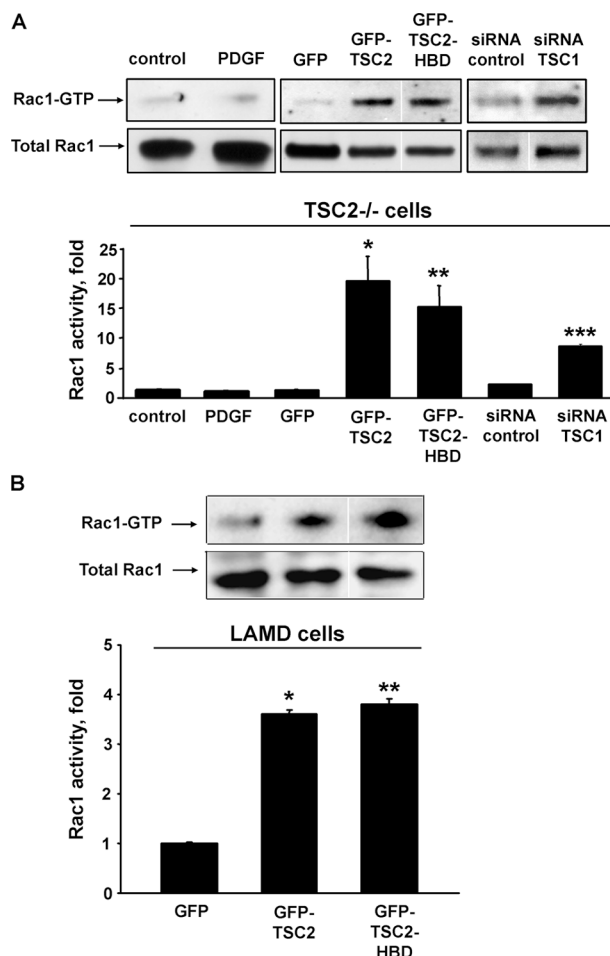 A
control PDGF GFP GFP-TSC2 GFP-TSC2-HBD siRNA control siRNA TSC1
Rac1-GTP
Total Rac1
TSC2-/- cells
Rac1 activity, fold
25
20
15
10
5
0
* ** ***
control PDGF GFP GFP-TSC2 GFP-TSC2-HBD siRNA control siRNA TSC1
B
Rac1-GTP
Total Rac1
LAMD cells
Rac1 activity, fold
5
4
3
2
1
0
* **
GFP GFP-TSC2 GFP-TSC2-HBD